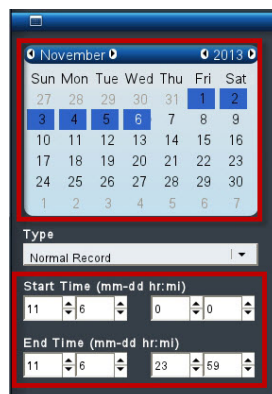 November 2013
Sun Mon Tue Wed Thu Fri Sat
27 28 29 30 31 1 2
3 4 5 6 7 8 9
10 11 12 13 14 15 16
17 18 19 20 21 22 23
24 25 26 27 28 29 30
1 2 3 4 5 6 7
Type
Normal Record
Start Time (mm-dd hr:mi)
11 6 0 0
End Time (mm-dd hr:mi)
11 6 23 59